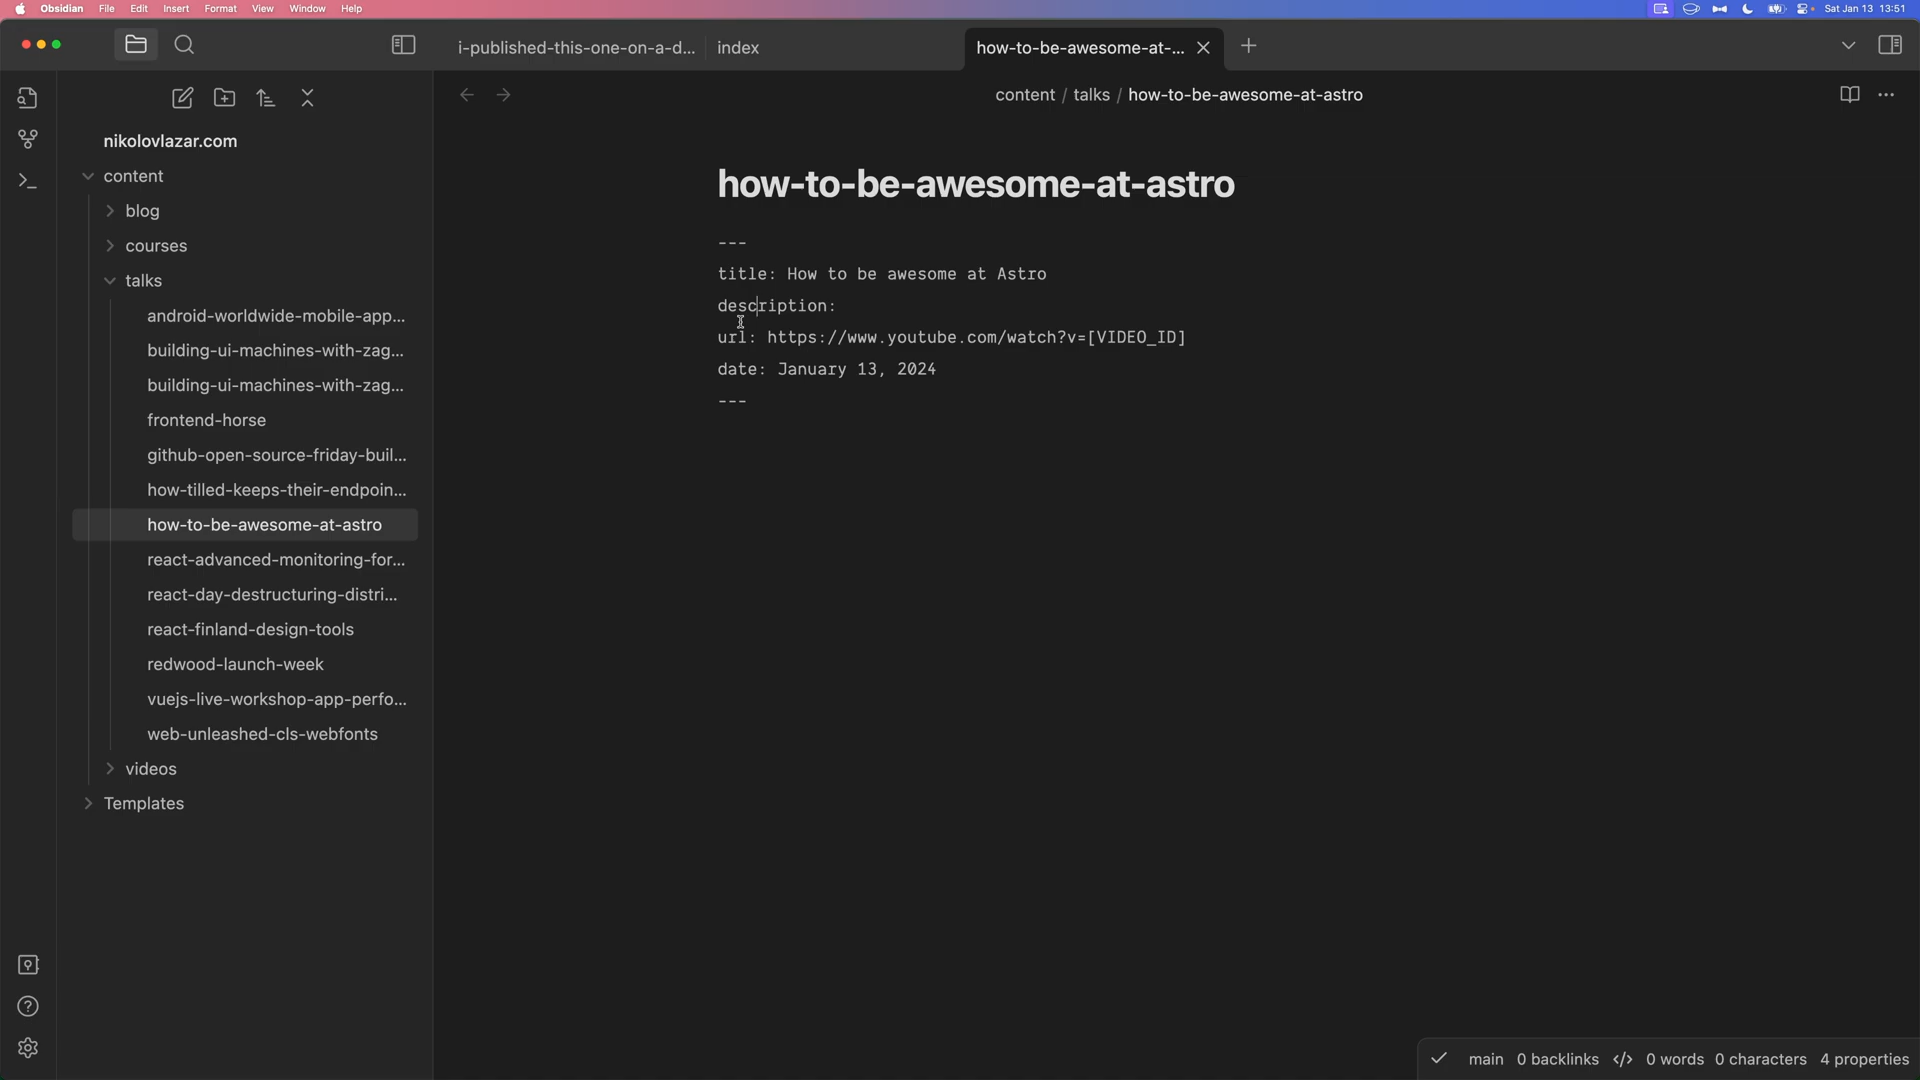 Obsidian File Edit Insert Format View Window Help Sat Jan 13 13:51
i-published-this-one-on-a-d... index how-to-be-awesome-at-...
content / talks / how-to-be-awesome-at-astro
nikolovlazar.com
content
blog
courses
talks
android-worldwide-mobile-app...
building-ui-machines-with-zag...
building-ui-machines-with-zag...
frontend-horse
github-open-source-friday-buil...
how-tilled-keeps-their-endpoin...
how-to-be-awesome-at-astro
react-advanced-monitoring-for...
react-day-destructuring-distri...
react-finland-design-tools
redwood-launch-week
vuejs-live-workshop-app-perfo...
web-unleashed-cls-webfonts
videos
Templates
how-to-be-awesome-at-astro
---
title: How to be awesome at Astro
description:
url: https://www.youtube.com/watch?v=[VIDEO_ID]
date: January 13, 2024
---
main 0 backlinks </> 0 words 0 characters 4 properties